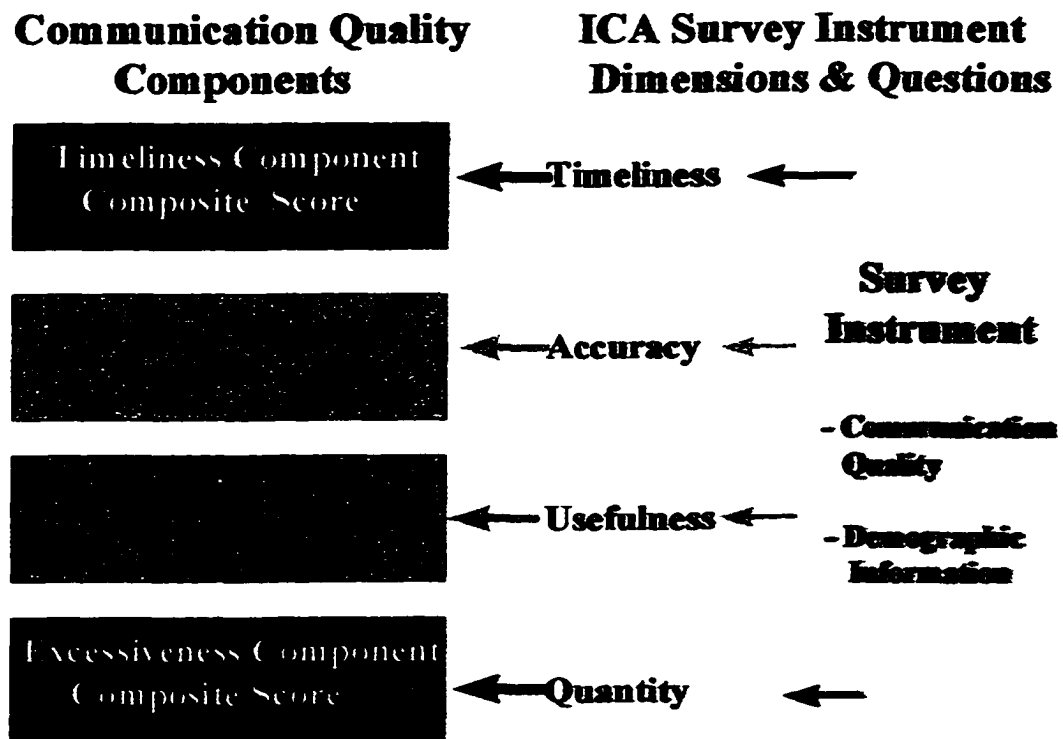 Communication Quality
Components
ICA Survey Instrument
Dimensions & Questions
Timeliness Component
Composite Score
Timeliness
Survey
Instrument
Accuracy
- Communication
Quality
Usefulness
- Demographic
Information
Excessiveness Component
Composite Score
Quantity